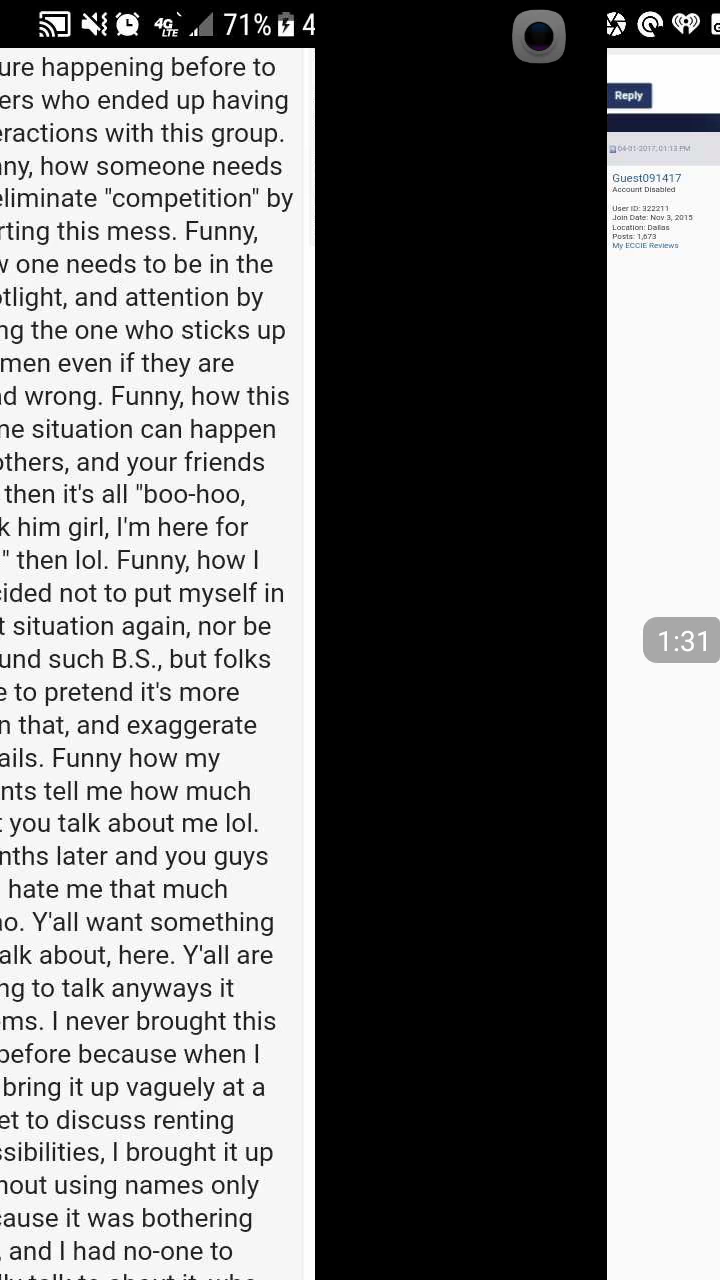 4G LTE 71% 4
ure happening before to
ers who ended up having
eractions with this group.
nny, how someone needs
eliminate "competition" by
rting this mess. Funny,
w one needs to be in the
otlight, and attention by
ng the one who sticks up
men even if they are
ad wrong. Funny, how this
me situation can happen
others, and your friends
then it's all "boo-hoo,
k him girl, I'm here for
" then lol. Funny, how I
cided not to put myself in
t situation again, nor be
und such B.S., but folks
e to pretend it's more
n that, and exaggerate
ails. Funny how my
nts tell me how much
t you talk about me lol.
nths later and you guys
hate me that much
ao. Y'all want something
alk about, here. Y'all are
ng to talk anyways it
ms. I never brought this
before because when I
bring it up vaguely at a
et to discuss renting
ssibilities, I brought it up
hout using names only
cause it was bothering
, and I had no-one to
Reply
04-01-2017, 01:13 PM
Guest091417
Account Disabled
User ID: 322211
Join Date: Nov 3, 2015
Location: Dallas
Posts: 1,673
My ECCIE Reviews
1:31